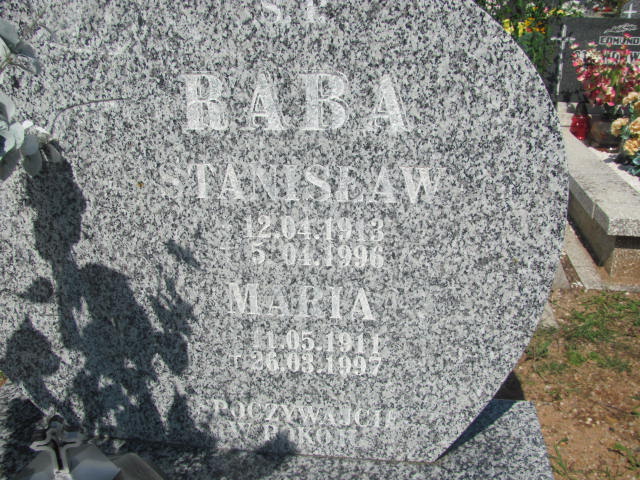 Ś.P.
RABA
STANISŁAW
* 12.04.1913
+ 5.04.1996
MARIA
* 11.05.1911
+ 26.03.1997
SPOCZYWAJCIE
W POKOJU